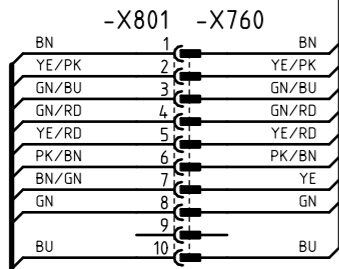 -X801 -X760
BN 1 BN
YE/PK 2 YE/PK
GN/BU 3 GN/BU
GN/RD 4 GN/RD
YE/RD 5 YE/RD
PK/BN 6 PK/BN
BN/GN 7 YE
GN 8 GN
9
BU 10 BU